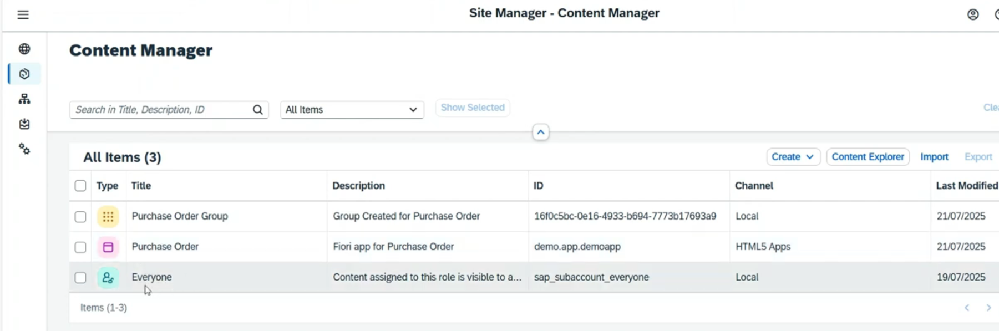 Site Manager - Content Manager
Content Manager
Search in Title, Description, ID
All Items
Show Selected
All Items (3)
Create
Content Explorer
Import
Export
Type Title Description ID Channel Last Modified
Purchase Order Group Group Created for Purchase Order 16f0c5bc-0e16-4933-b694-7773b17693a9 Local 21/07/2025
Purchase Order Fiori app for Purchase Order demo.app.demoapp HTML5 Apps 21/07/2025
Everyone Content assigned to this role is visible to a... sap_subaccount_everyone Local 19/07/2025
Items (1-3)